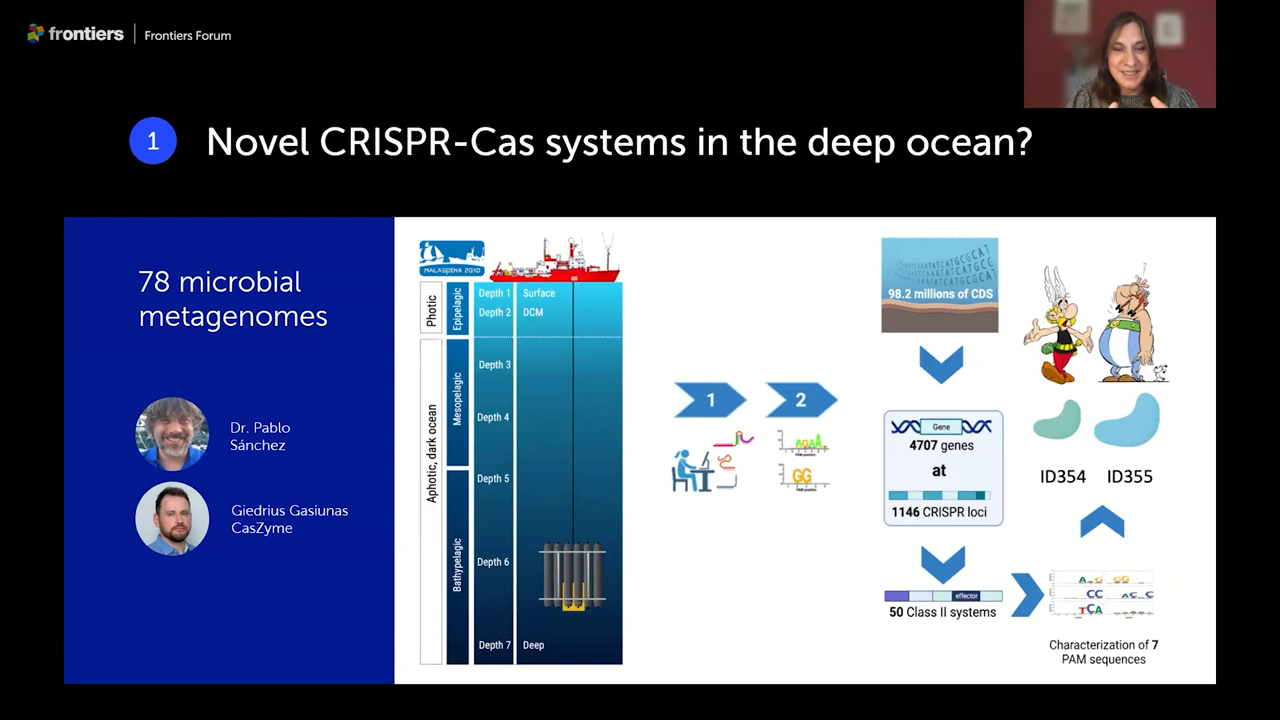 frontiers
Frontiers Forum
1
Novel CRISPR-Cas systems in the deep ocean?
78 microbial
metagenomes
Dr. Pablo
Sánchez
Giedrius Gasiunas
CasZyme
MALASPINA 2010
Photic
Epipelagic
Depth 1
Surface
Depth 2
DCM
Aphotic, dark ocean
Mesopelagic
Depth 3
Depth 4
Bathypelagic
Depth 5
Depth 6
Depth 7
Deep
1
2
AGAA
GG
98.2 millions of CDS
Gene
4707 genes
at
1146 CRISPR loci
effector
50 Class II systems
ID354
ID355
Characterization of 7
PAM sequences